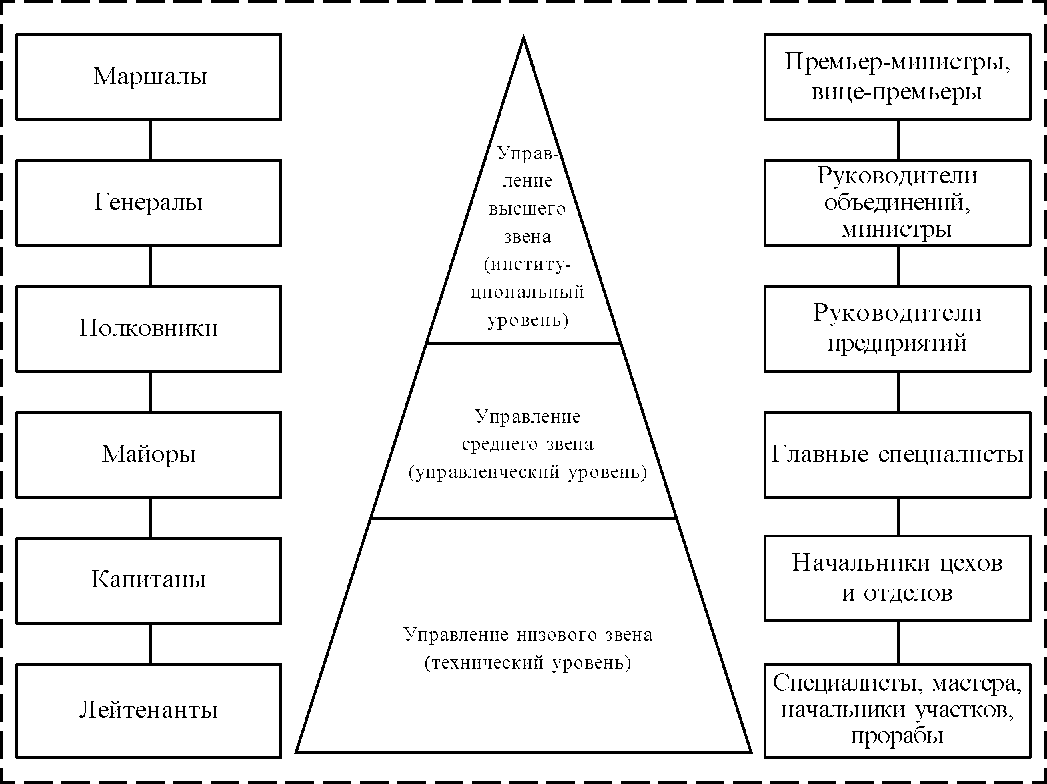 Маршалы
Генералы
Полковники
Майоры
Капитаны
Лейтенанты
Управ-
ление
высшего
звена
(институ-
циональный
уровень)
Управление
среднего звена
(управленческий уровень)
Управление низового звена
(технический уровень)
Премьер-министры,
вице-премьеры
Руководители
объединений,
министры
Руководители
предприятий
Главные специалисты
Начальники цехов
и отделов
Специалисты, мастера,
начальники участков,
прорабы